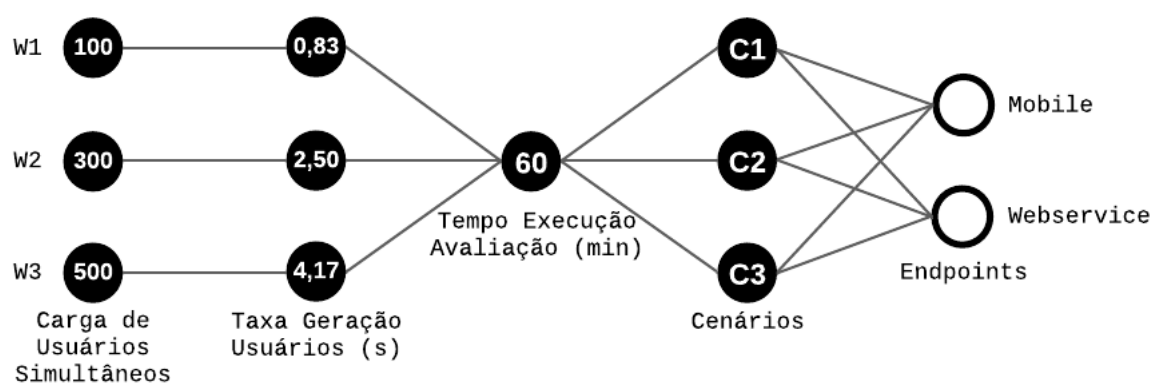 W1 100 0,83 C1
Mobile
W2 300 2,50 60 C2
Tempo Execução
Avaliação (min)
Webservice
W3 500 4,17 C3
Endpoints
Carga de
Usuários
Simultâneos
Taxa Geração
Usuários (s)
Cenários